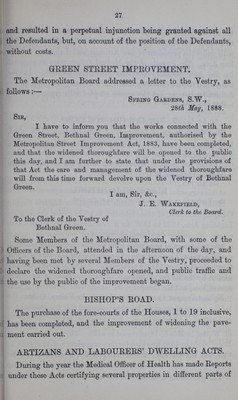 27
and resulted in a perpetual injunction being granted against all
the Defendants, but, on account of the position of the Defendants,
without costs.
GREEN STREET IMPROVEMENT.
The Metropolitan Board addressed a letter to the Vestry, as
follows :—
Spring Gardens, S.W.,
28th May, 1888.
Sir,
I have to inform you that the works connected with the
Green Street, Bethnal Green, Improvement, authorised by the
Metropolitan Street Improvement Act, 1883, have been completed,
and that the widened thoroughfare will be opened to the public
this day, and I am further to state that under the provisions of
that Act the care and management of the widened thoroughfare
will from this time forward devolve upon the Vestry of Bethnal
Green.
I am, Sir, &c.,
J. E. Wakefield,
Clerk to the Board.
To the Clerk of the Vestry of
Bethnal Green.
Some Members of the Metropolitan Board, with some of the
Officers of the Board, attended in the afternoon of the day, and
having been met by several Members of the Vestry, proceeded to
declare the widened thoroughfare opened, and public traffic and
the use by the public of the improvement began.
BISHOP'S ROAD.
The purchase of the fore-courts of the Houses, 1 to 19 inclusive,
has been completed, and the improvement of widening the pave-
ment carried out.
ARTIZANS AND LABOURERS' DWELLING ACTS.
During the year the Medical Officer of Health has made Reports
under these Acts certifying several properties in different parts of